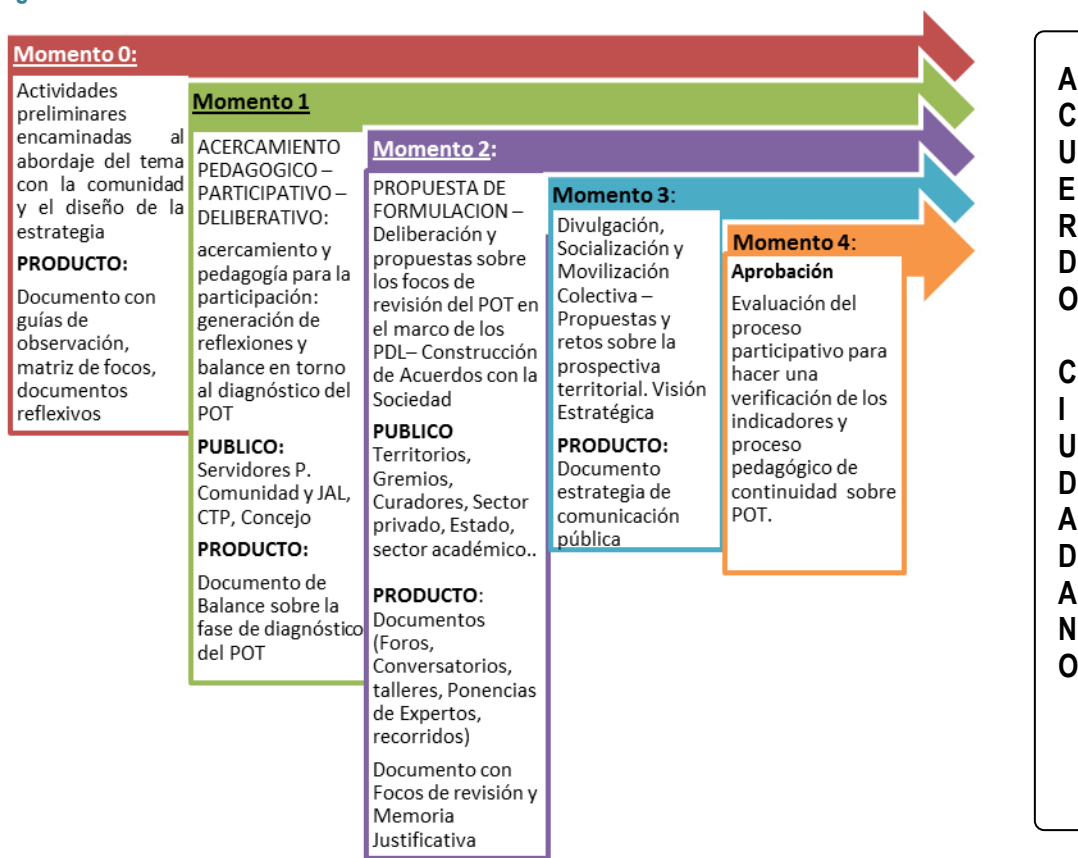 Momento 0:
Actividades
preliminares
encaminadas al
abordaje del tema
con la comunidad
y el diseño de la
estrategia
PRODUCTO:
Documento con
guías de
observación,
matriz de focos,
documentos
reflexivos
Momento 1
ACERCAMIENTO
PEDAGOGICO –
PARTICIPATIVO –
DELIBERATIVO:
acercamiento y
pedagogía para la
participación:
generación de
reflexiones y
balance en torno
al diagnóstico del
POT
PUBLICO:
Servidores P.
Comunidad y JAL,
CTP, Concejo
PRODUCTO:
Documento de
Balance sobre la
fase de diagnóstico
del POT
Momento 2:
PROPUESTA DE
FORMULACION –
Deliberación y
propuestas sobre
los focos de
revisión del POT en
el marco de los
PDL– Construcción
de Acuerdos con la
Sociedad
PUBLICO
Territorios,
Gremios,
Curadores, Sector
privado, Estado,
sector académico..
PRODUCTO:
Documentos
(Foros,
Conversatorios,
talleres, Ponencias
de Expertos,
recorridos)
Documento con
Focos de revisión y
Memoria
Justificativa
Momento 3:
Divulgación,
Socialización y
Movilización
Colectiva –
Propuestas y
retos sobre la
prospectiva
territorial. Visión
Estratégica
PRODUCTO:
Documento
estrategia de
comunicación
pública
Momento 4:
Aprobación
Evaluación del
proceso
participativo para
hacer una
verificación de los
indicadores y
proceso
pedagógico de
continuidad sobre
POT.
A
C
U
E
R
D
O
C
I
U
D
A
D
A
N
O